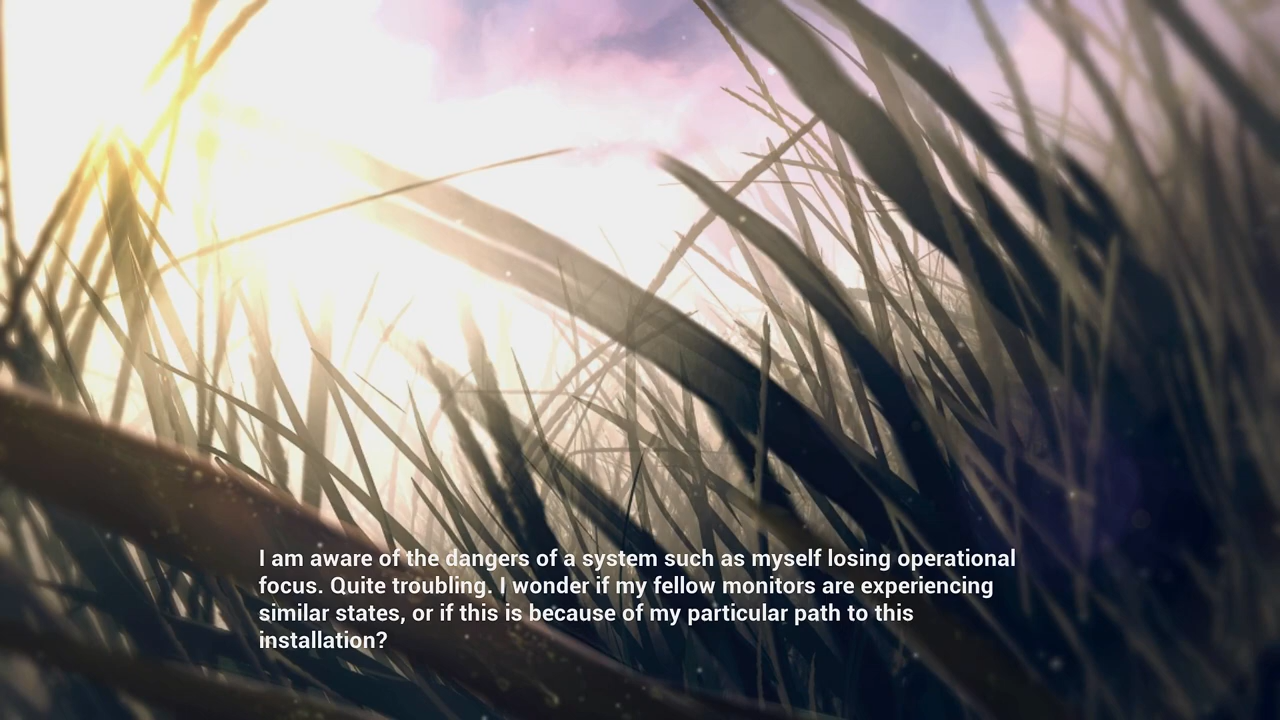 I am aware of the dangers of a system such as myself losing operational
focus. Quite troubling. I wonder if my fellow monitors are experiencing
similar states, or if this is because of my particular path to this
installation?